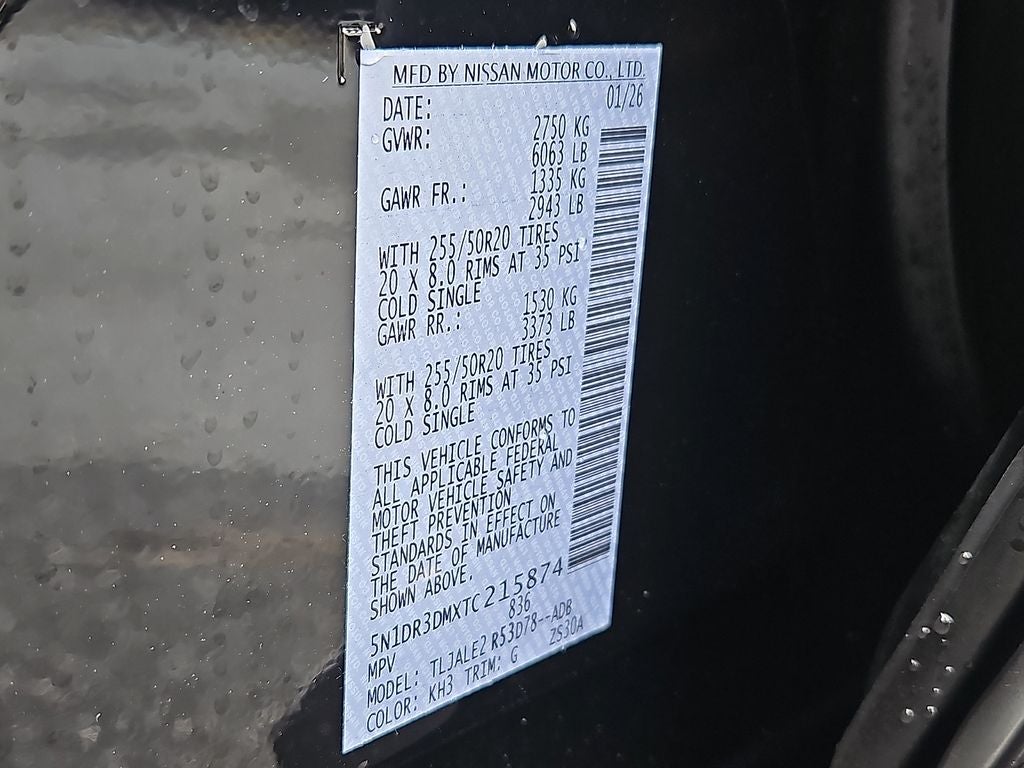 MFD BY NISSAN MOTOR CO., LTD.
DATE: 01/26
GVWR: 2750 KG
6063 LB
GAWR FR.: 1335 KG
2943 LB
WITH 255/50R20 TIRES
20 X 8.0 RIMS AT 35 PSI
COLD SINGLE
GAWR RR.: 1530 KG
3373 LB
WITH 255/50R20 TIRES
20 X 8.0 RIMS AT 35 PSI
COLD SINGLE
THIS VEHICLE CONFORMS TO
ALL APPLICABLE FEDERAL
MOTOR VEHICLE SAFETY AND
THEFT PREVENTION
STANDARDS IN EFFECT ON
THE DATE OF MANUFACTURE
SHOWN ABOVE.
5N1DR3DMXTC215874
MPV 836
MODEL: TLJALE2 R53D78--ADB
COLOR: KH3 TRIM: G ZS30A